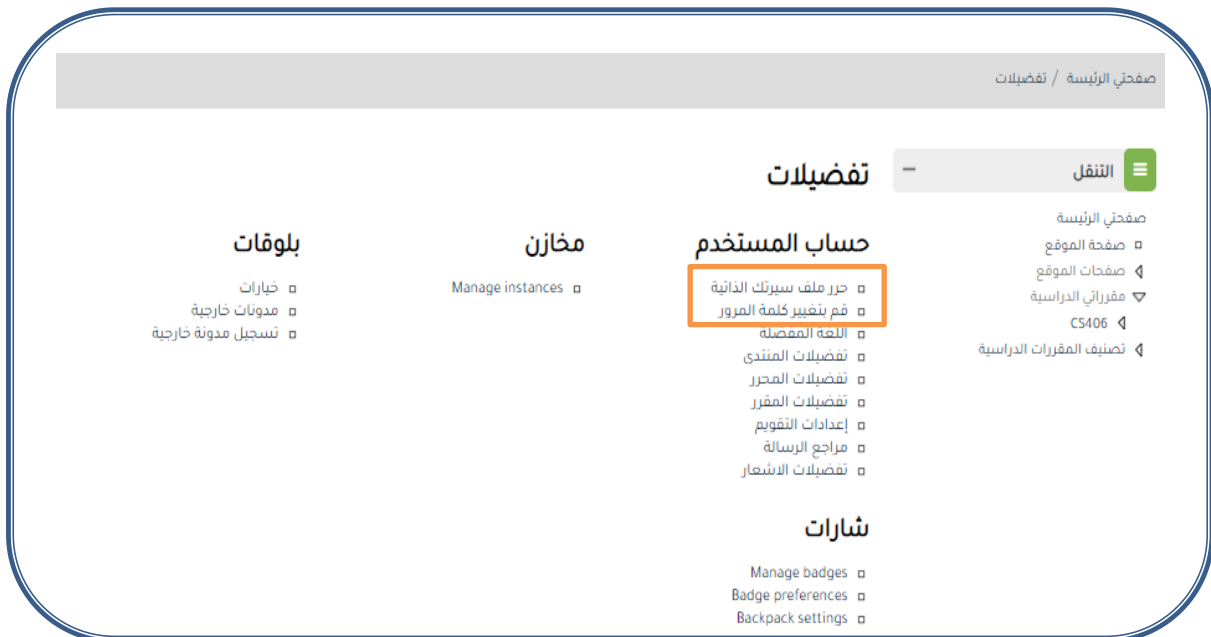 صفحتي الرئيسة / تفضيلات
التنقل
صفحتي الرئيسة
صفحة الموقع
صفحات الموقع
مقرراتي الدراسية
CS406
تصنيف المقررات الدراسية
تفضيلات
حساب المستخدم
حرر ملف سيرتك الذاتية
قم بتغيير كلمة المرور
اللغة المفضلة
تفضيلات المنتدى
تفضيلات المحرر
تفضيلات المقرر
إعدادات التقويم
مراجع الرسالة
تفضيلات الاشعار
شارات
Manage badges
Badge preferences
Backpack settings
مخازن
Manage instances
بلوقات
خيارات
مدونات خارجية
تسجيل مدونة خارجية